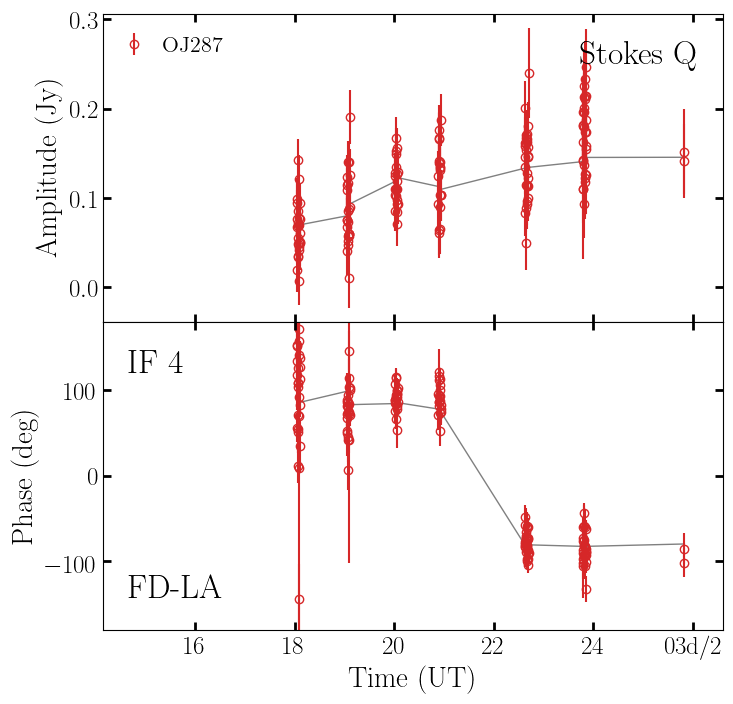 0.3
OJ287
Stokes Q
0.2
Amplitude (Jy)
0.1
0.0
IF 4
100
Phase (deg)
0
−100
FD-LA
16 18 20 22 24 03d/2
Time (UT)